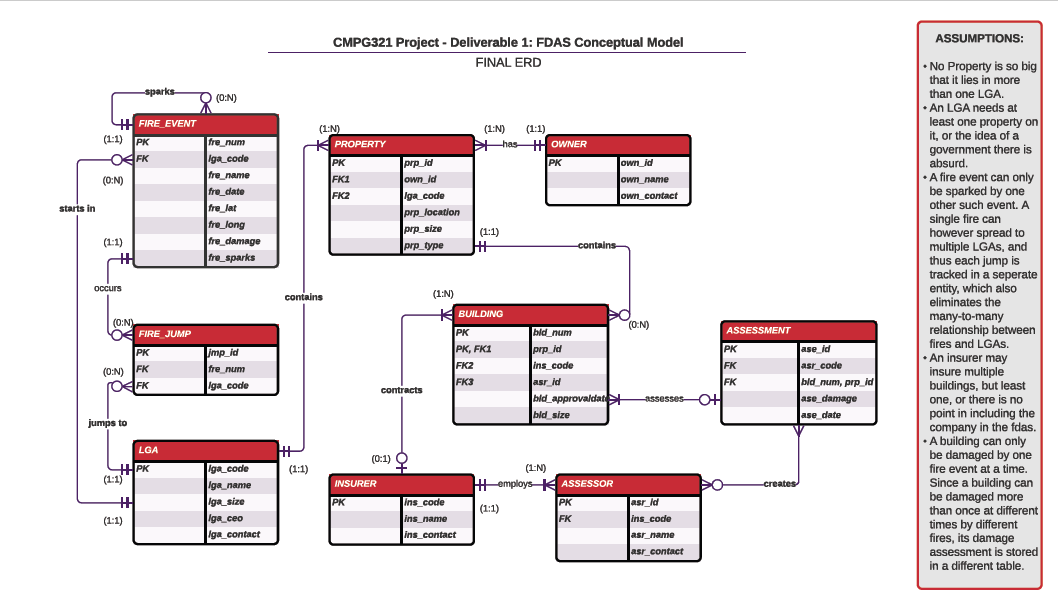 CMPG321 Project - Deliverable 1: FDAS Conceptual Model
FINAL ERD
sparks
(0:N)
(1:1)
FIRE_EVENT
PK fre_num
FK lga_code
fre_name
fre_date
fre_lat
fre_long
fre_damage
fre_sparks
(0:N)
starts in
(1:1)
occurs
(0:N)
FIRE_JUMP
PK jmp_id
FK fre_num
FK lga_code
(0:N)
jumps to
(1:1)
(1:1)
LGA
PK lga_code
lga_name
lga_size
lga_ceo
lga_contact
(1:1)
contains
(1:N)
PROPERTY
PK prp_id
FK1 own_id
FK2 lga_code
prp_location
prp_size
prp_type
(1:N)
has
(1:1)
OWNER
PK own_id
own_name
own_contact
(1:1)
contains
(0:N)
(1:N)
BUILDING
PK bld_num
PK, FK1 prp_id
FK2 ins_code
FK3 asr_id
bld_approvaldate
bld_size
contracts
(0:1)
assesses
ASSESSMENT
PK ase_id
FK asr_code
FK bld_num, prp_id
ase_damage
ase_date
INSURER
PK ins_code
ins_name
ins_contact
(1:N)
employs
(1:1)
ASSESSOR
PK asr_id
FK ins_code
asr_name
asr_contact
creates
ASSUMPTIONS:
• No Property is so big
that it lies in more
than one LGA.
• An LGA needs at
least one property on
it, or the idea of a
government there is
absurd.
• A fire event can only
be sparked by one
other such event. A
single fire can
however spread to
multiple LGAs, and
thus each jump is
tracked in a seperate
entity, which also
eliminates the
many-to-many
relationship between
fires and LGAs.
• An insurer may
insure multiple
buildings, but least
one, or there is no
point in including the
company in the fdas.
• A building can only
be damaged by one
fire event at a time.
Since a building can
be damaged more
than once at different
times by different
fires, its damage
assessment is stored
in a different table.